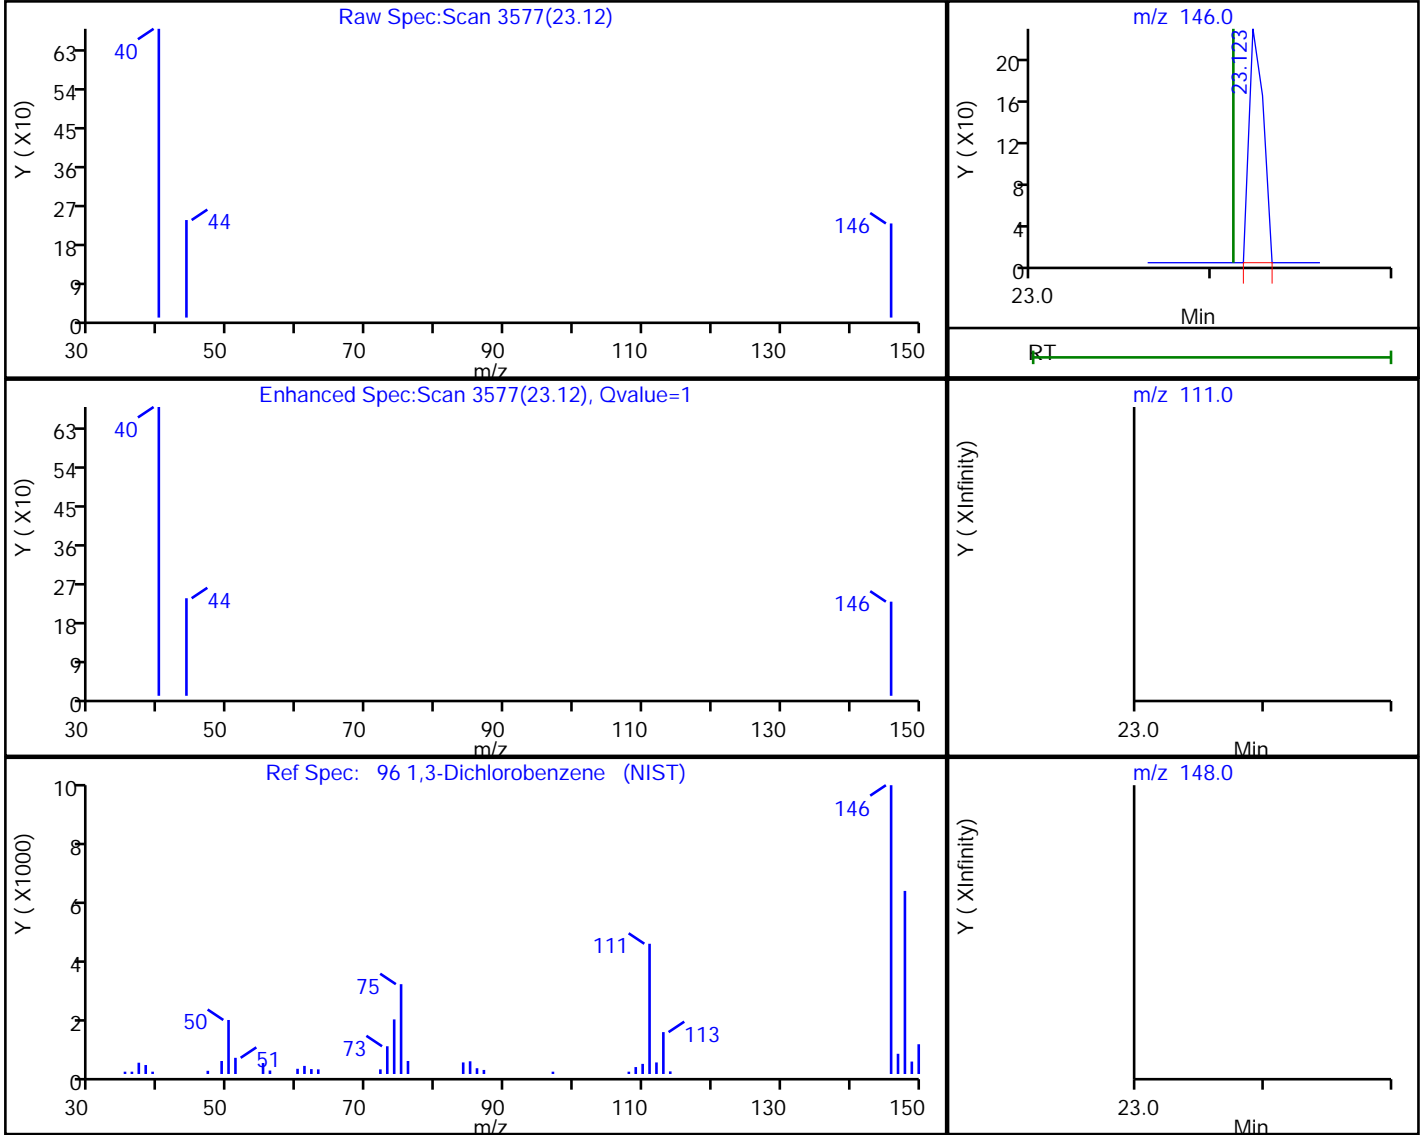 Raw Spec:Scan 3577(23.12)
Y ( X10)
63
54
45
36
27
18
9
0
40
44
146
30 50 70 90 110 130 150
m/z
m/z 146.0
Y ( X10)
20
16
12
8
4
0
23.123
23.0
Min
RT
Enhanced Spec:Scan 3577(23.12), Qvalue=1
Y ( X10)
63
54
45
36
27
18
9
0
40
44
146
30 50 70 90 110 130 150
m/z
m/z 111.0
Y ( XInfinity)
23.0
Min
Ref Spec: 96 1,3-Dichlorobenzene (NIST)
Y ( X1000)
10
8
6
4
2
0
146
111
75
50
113
73
51
30 50 70 90 110 130 150
m/z
m/z 148.0
Y ( XInfinity)
23.0
Min